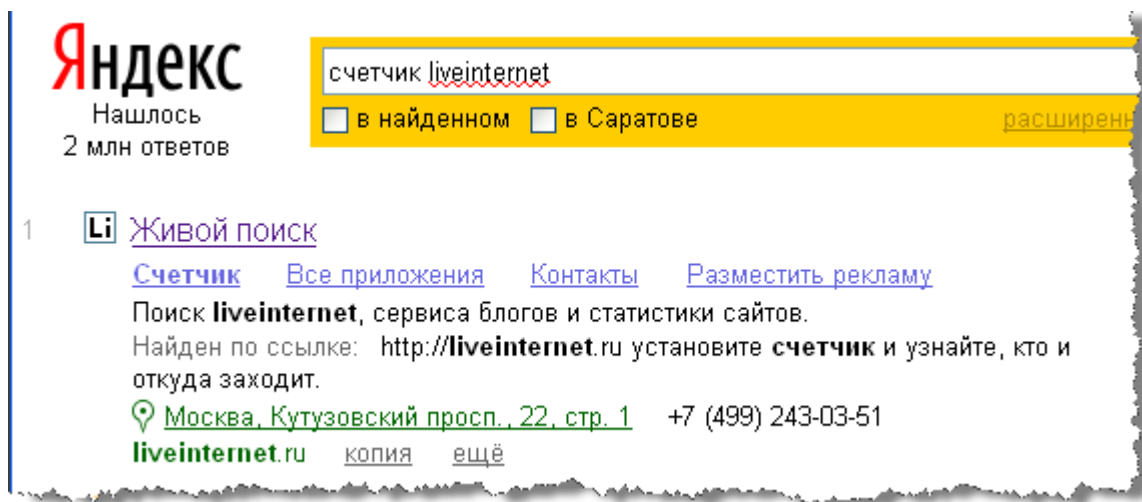 Яндекс
Нашлось
2 млн ответов
счетчик liveinternet
в найденном в Саратове
расширенн
1 Li Живой поиск
Счетчик Все приложения Контакты Разместить рекламу
Поиск liveinternet, сервиса блогов и статистики сайтов.
Найден по ссылке: http://liveinternet.ru установите счетчик и узнайте, кто и
откуда заходит.
Москва, Кутузовский просп., 22, стр. 1 +7 (499) 243-03-51
liveinternet.ru копия ещё